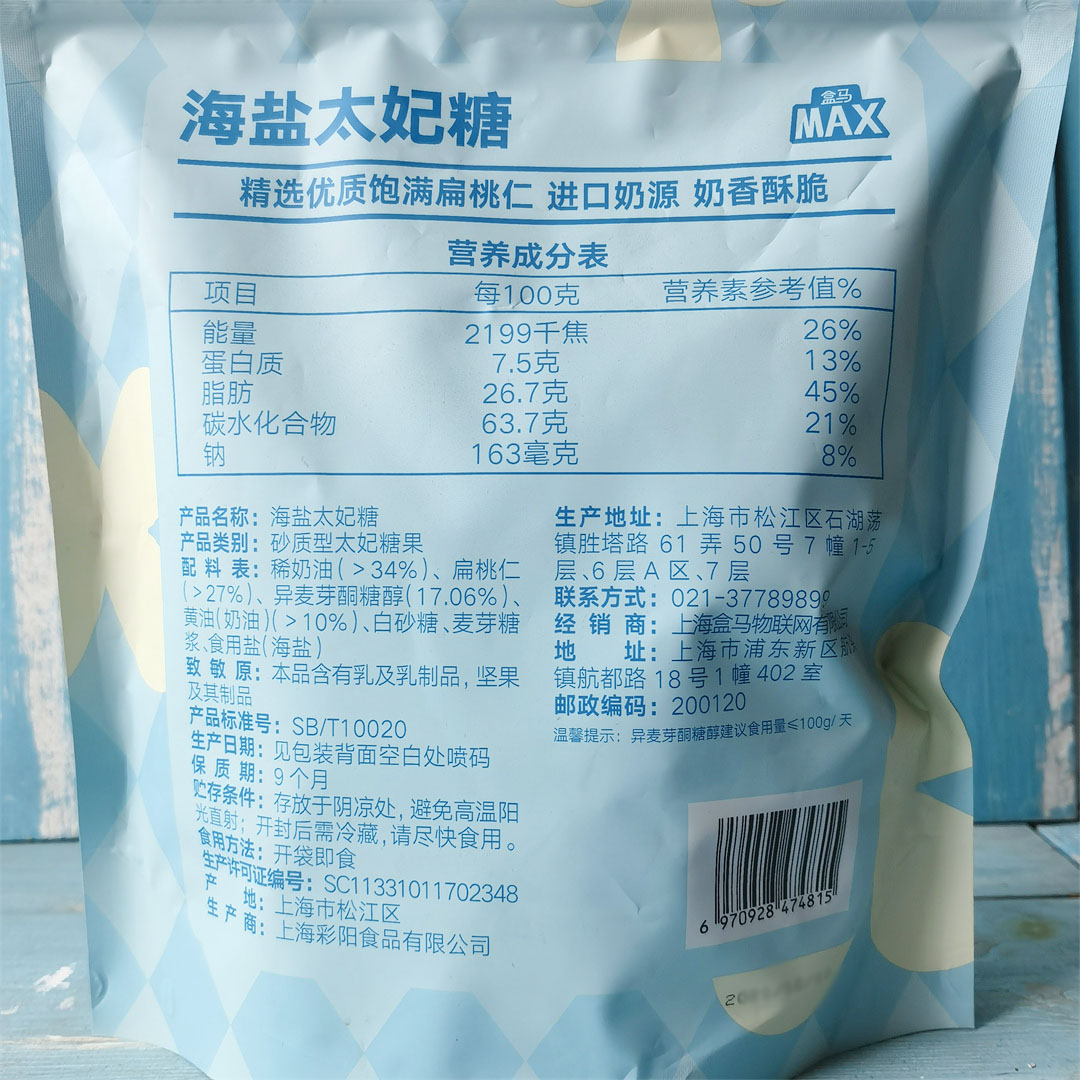 海盐太妃糖
盒马
MAX
精选优质饱满扁桃仁 进口奶源 奶香酥脆
营养成分表
项目 每100克 营养素参考值%
能量 2199千焦 26%
蛋白质 7.5克 13%
脂肪 26.7克 45%
碳水化合物 63.7克 21%
钠 163毫克 8%
产品名称：海盐太妃糖
产品类别：砂质型太妃糖果
配料表：稀奶油(>34%)、扁桃仁
(>27%)、异麦芽酮糖醇(17.06%)、
黄油(奶油)(>10%)、白砂糖、麦芽糖
浆、食用盐(海盐)
致敏原：本品含有乳及乳制品，坚果
及其制品
产品标准号：SB/T10020
生产日期：见包装背面空白处喷码
保质期：9个月
贮存条件：存放于阴凉处，避免高温阳
光直射；开封后需冷藏，请尽快食用。
食用方法：开袋即食
生产许可证编号：SC11331011702348
产地：上海市松江区
生产商：上海彩阳食品有限公司
生产地址：上海市松江区石湖荡
镇胜塔路61弄50号7幢1-5
层、6层A区、7层
联系方式：021-37789899
经销商：上海盒马物联网有限公司
地址：上海市浦东新区航头
镇航都路18号1幢402室
邮政编码：200120
温馨提示：异麦芽酮糖醇建议食用量≤100g/天
6 970928 474815